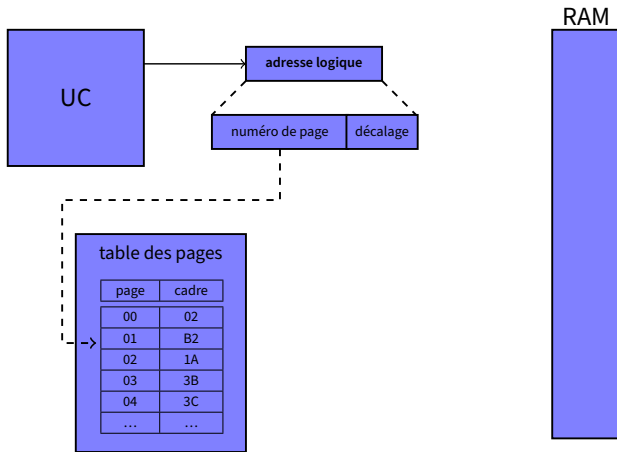 RAM
UC
adresse logique
numéro de page décalage
table des pages
page cadre
00 02
01 B2
02 1A
03 3B
04 3C
... ...